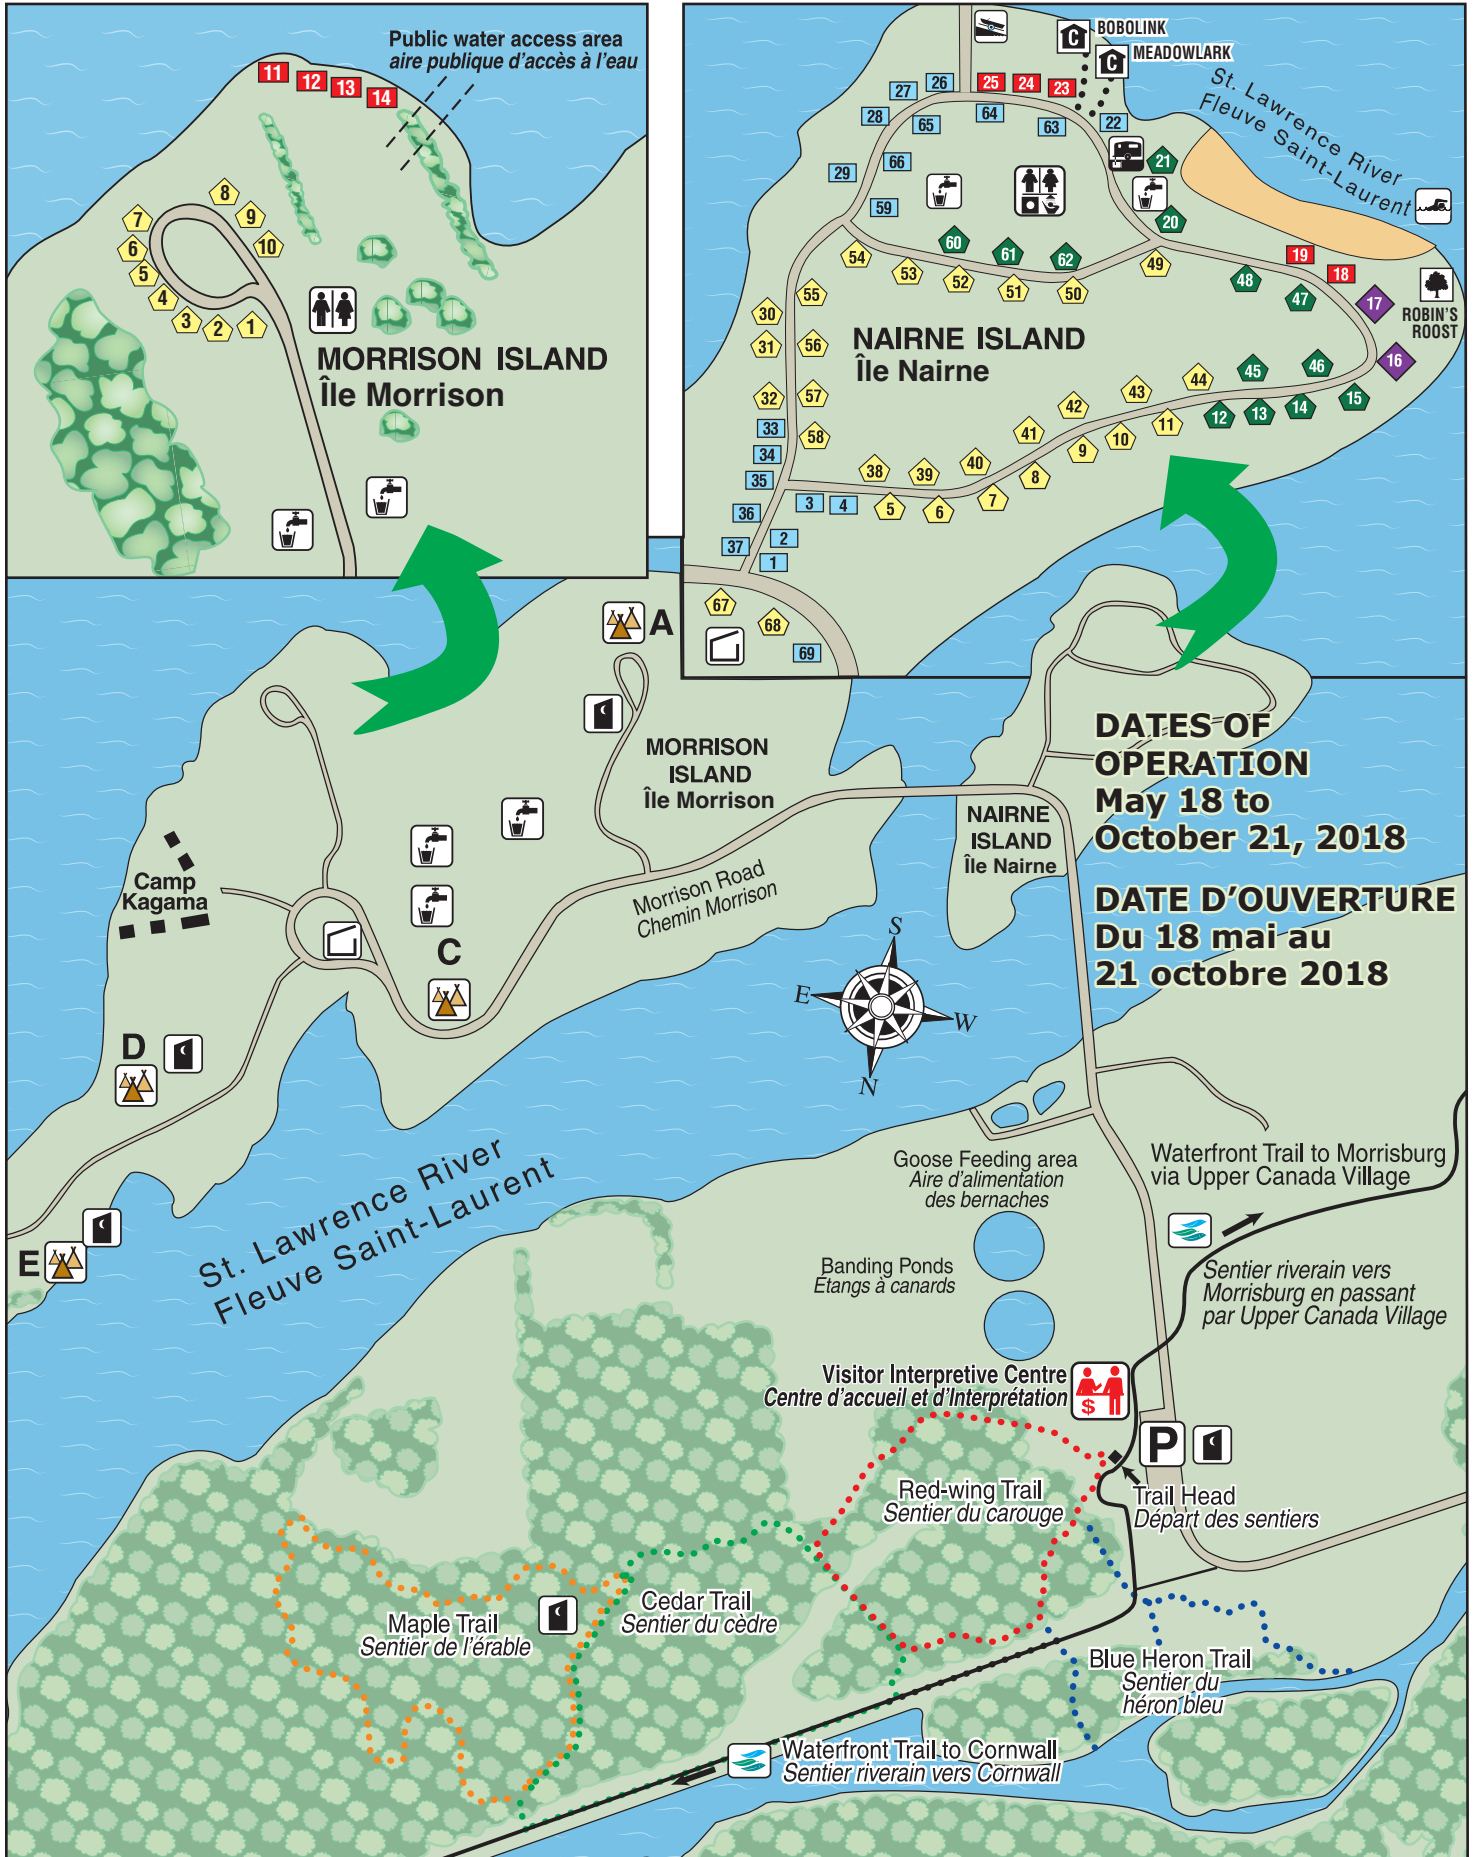 Public water access area
aire publique d'accès à l'eau
11
12
13
14
8
7
9
6
10
5
4
3
2
1
MORRISON ISLAND
Île Morrison
C
BOBOLINK
C
MEADOWLARK
St. Lawrence River
Fleuve Saint-Laurent
27
26
25
24
23
28
65
64
63
22
66
21
29
59
20
60
61
62
19
54
53
52
51
50
49
48
47
18
17
ROBIN'S
ROOST
16
55
30
NAIRNE ISLAND
Île Nairne
31
56
32
57
33
58
34
35
36
37
38
39
40
41
42
43
44
45
46
3
4
5
6
7
8
9
10
11
12
13
14
15
2
1
67
68
69
A
MORRISON
ISLAND
Île Morrison
DATES OF
OPERATION
May 18 to
October 21, 2018
DATE D'OUVERTURE
Du 18 mai au
21 octobre 2018
NAIRNE
ISLAND
Île Nairne
Camp
Kagama
Morrison Road
Chemin Morrison
C
S
E
W
N
D
E
St. Lawrence River
Fleuve Saint-Laurent
Goose Feeding area
Aire d'alimentation
des bernaches
Waterfront Trail to Morrisburg
via Upper Canada Village
Banding Ponds
Étangs à canards
Sentier riverain vers
Morrisburg en passant
par Upper Canada Village
Visitor Interpretive Centre
Centre d'accueil et d'Interprétation
$
P
Red-wing Trail
Sentier du carouge
Trail Head
Départ des sentiers
Cedar Trail
Sentier du cèdre
Maple Trail
Sentier de l'érable
Blue Heron Trail
Sentier du
héron bleu
Waterfront Trail to Cornwall
Sentier riverain vers Cornwall